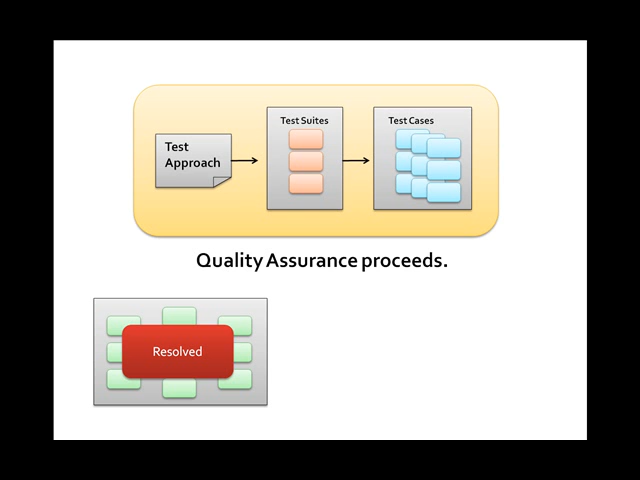 Test Suites
Test Cases
Test
Approach
Quality Assurance proceeds.
Resolved